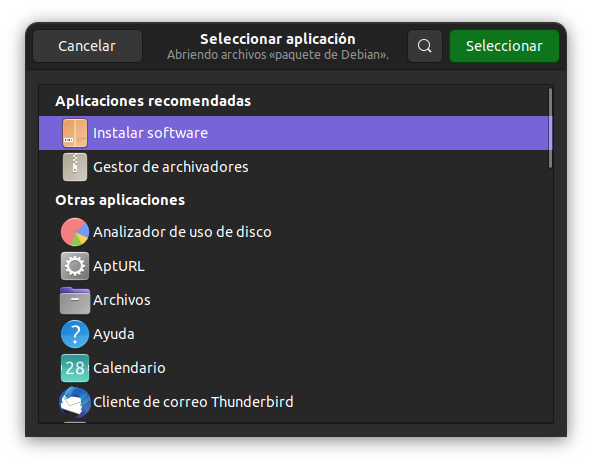 Cancelar
Seleccionar aplicación
Abriendo archivos «paquete de Debian».
Seleccionar
Aplicaciones recomendadas
Instalar software
Gestor de archivadores
Otras aplicaciones
Analizador de uso de disco
AptURL
Archivos
? Ayuda
28 Calendario
Cliente de correo Thunderbird